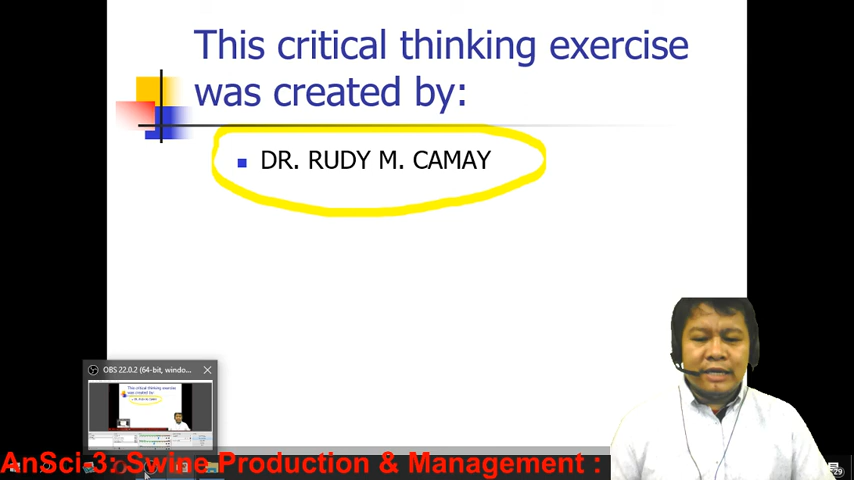 This critical thinking exercise
was created by:
DR. RUDY M. CAMAY
OBS 22.0.2 (64-bit, windo...
AnSci-3: Swine Production & Management :